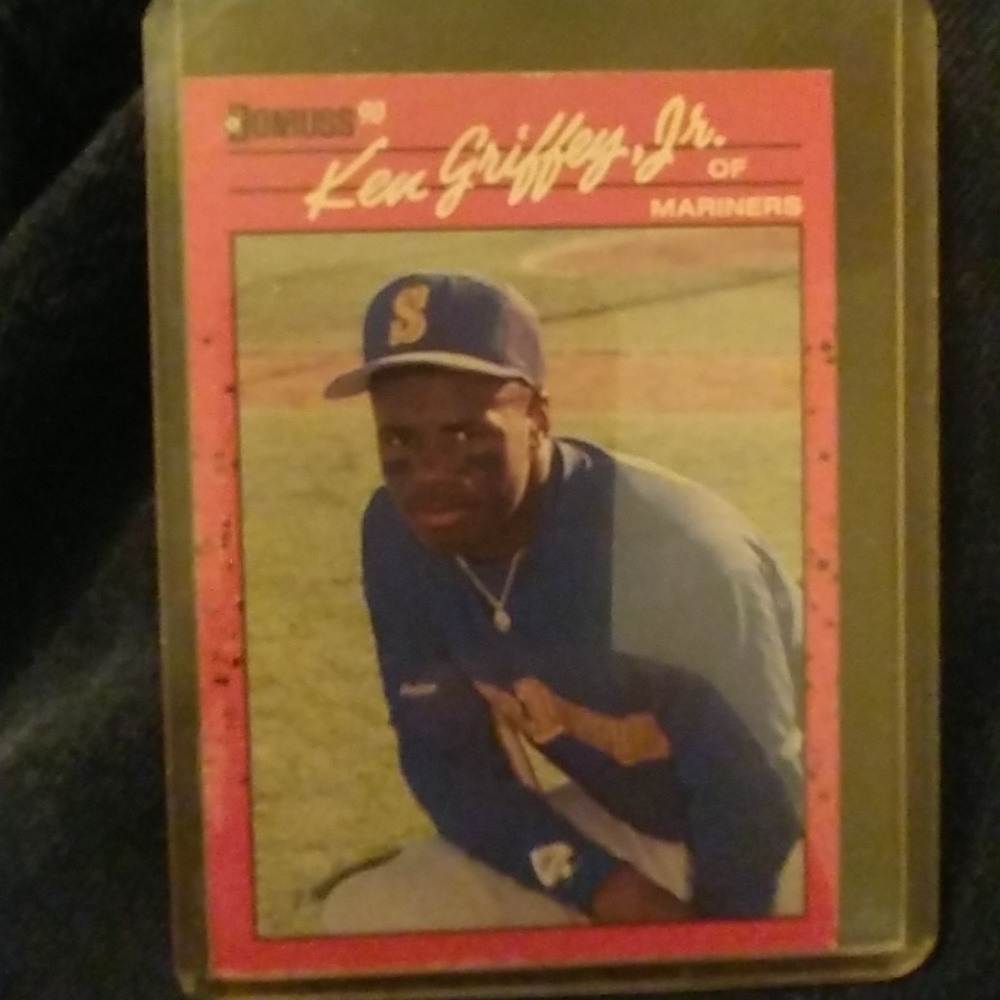 DONRUSS '90
Ken Griffey, Jr.
OF
MARINERS
S